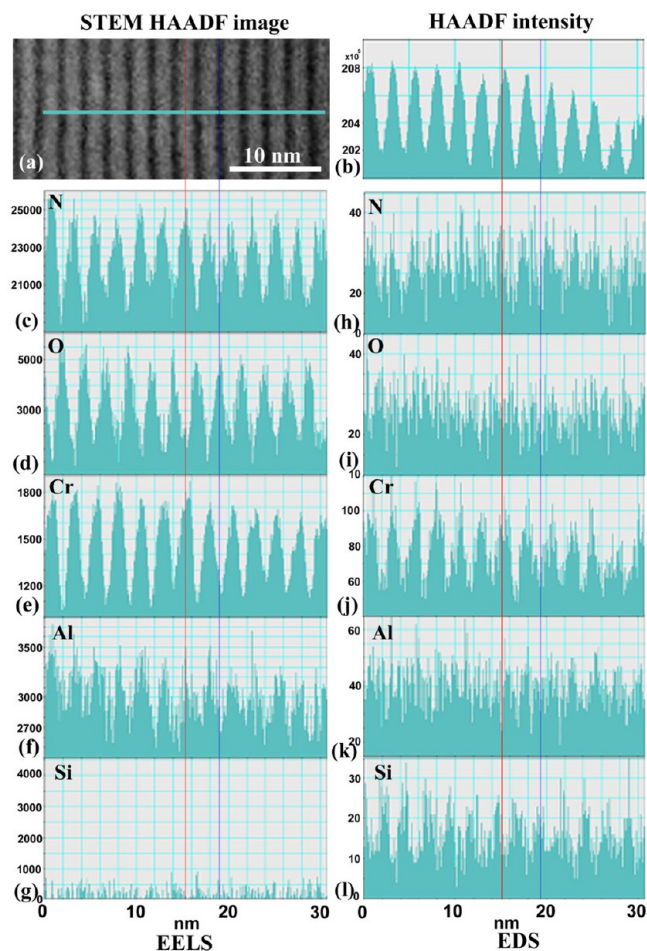 STEM HAADF image
HAADF intensity
(a)
10 nm
x10⁵
208
204
202
(b)
N
25000
23000
21000
(c)
N
40
20
0
(h)
O
5000
3000
(d)
O
40
20
10
(i)
Cr
1800
1500
1200
(e)
Cr
100
80
60
(j)
Al
3500
3000
2700
(f)
Al
60
40
20
(k)
Si
4000
3000
2000
1000
0
(g)
Si
30
20
10
0
(l)
0 10 nm 20 30
0 10 nm 20 30
EELS
EDS